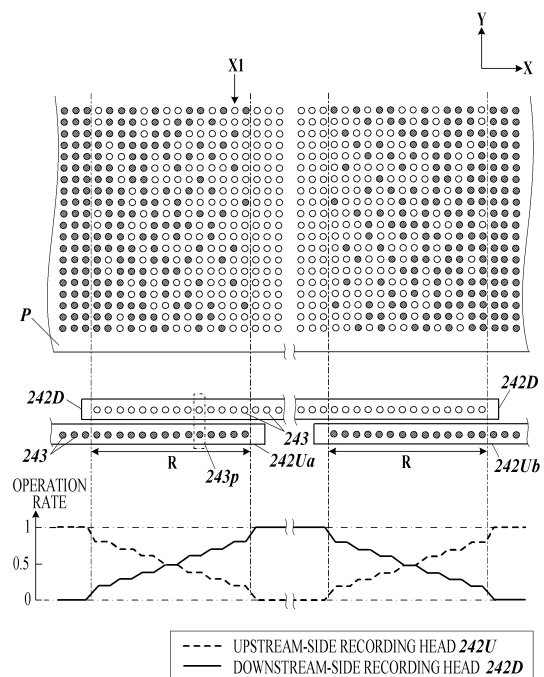 Y
X
X1
P
242D
242D
243
243
243p
242Ua
242Ub
R
R
OPERATION
RATE
1
0.5
0
UPSTREAM-SIDE RECORDING HEAD 242U
DOWNSTREAM-SIDE RECORDING HEAD 242D